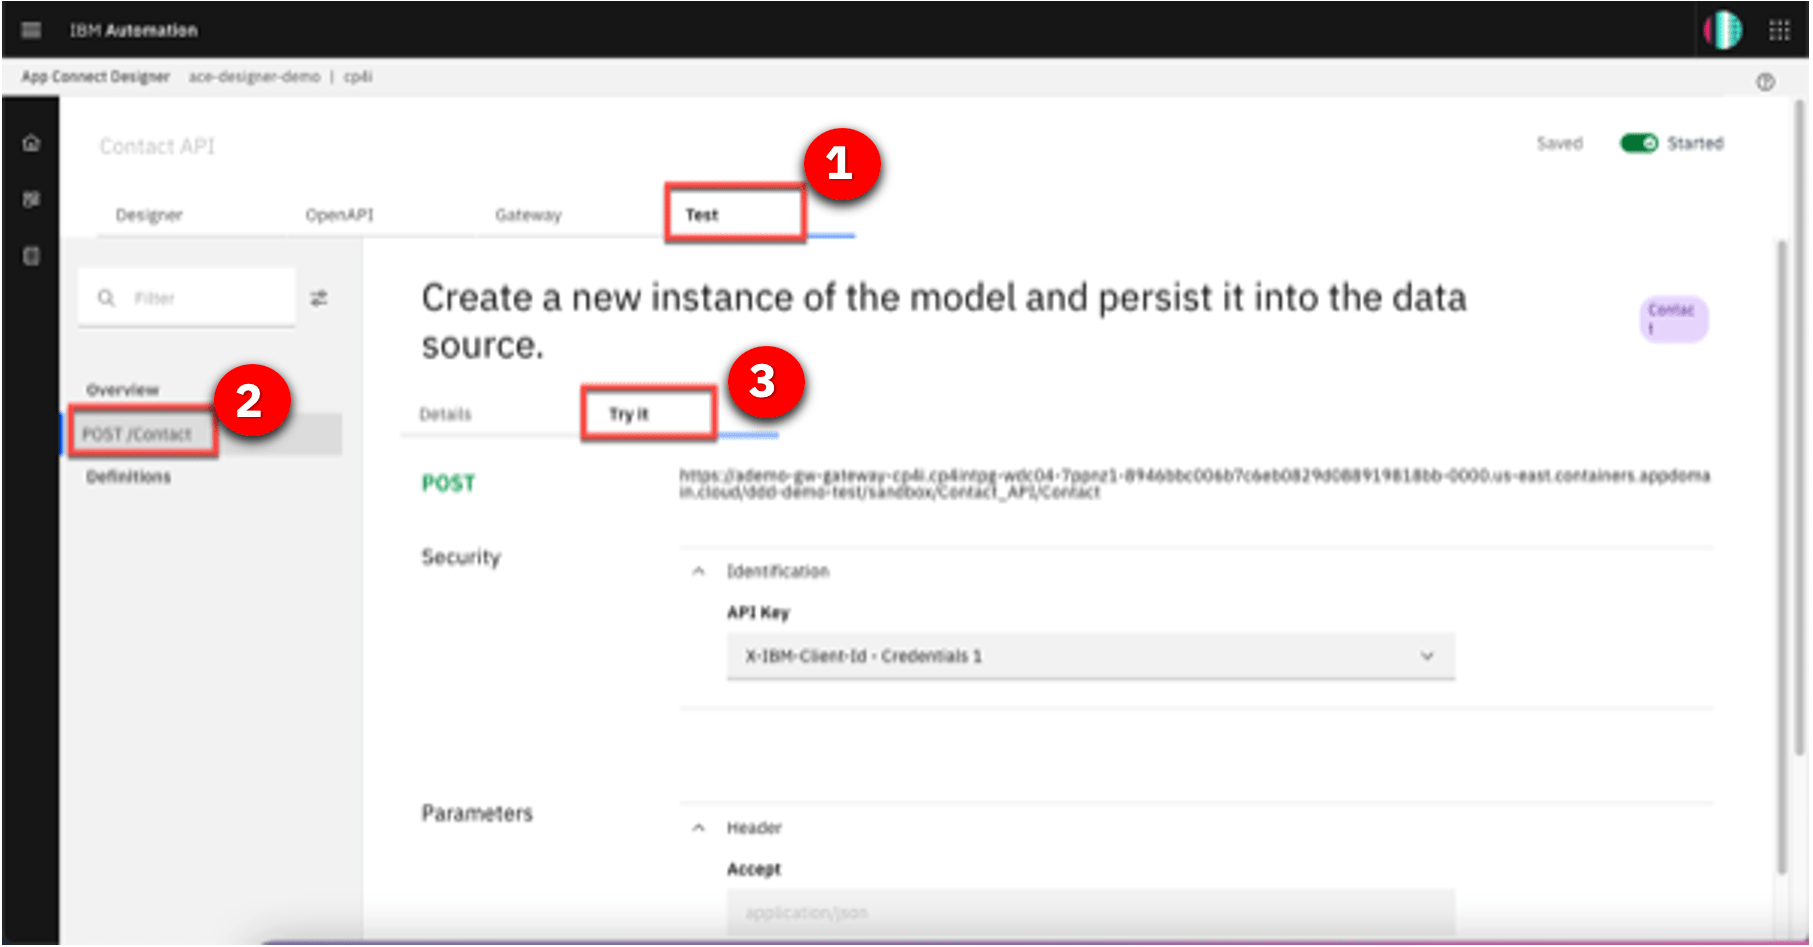 IBM Automation
App Connect Designer ace-designer-demo | cp4i
Contact API
Saved
Started
1
Designer
OpenAPI
Gateway
Test
Filter
Create a new instance of the model and persist it into the data
source.
Contac
t
Overview
2
POST /Contact
Definitions
Details
Try it
3
POST
https://ademo-gw-gateway-cp4i.cp4intpg-wdc04-7ppnz1-8946bbc006b7c6eb0829d088919818bb-0000.us-east.containers.appdoma
in.cloud/ddd-demo-test/sandbox/Contact_API/Contact
Security
Identification
API Key
X-IBM-Client-Id - Credentials 1
Parameters
Header
Accept
application/json